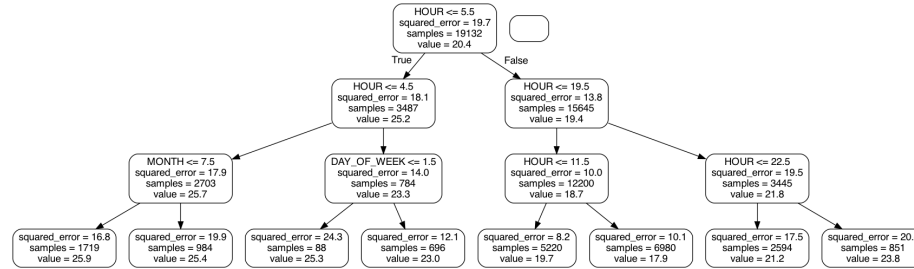 HOUR <= 5.5
squared_error = 19.7
samples = 19132
value = 20.4
True
False
HOUR <= 4.5
squared_error = 18.1
samples = 3487
value = 25.2
HOUR <= 19.5
squared_error = 13.8
samples = 15645
value = 19.4
MONTH <= 7.5
squared_error = 17.9
samples = 2703
value = 25.7
DAY_OF_WEEK <= 1.5
squared_error = 14.0
samples = 784
value = 23.3
HOUR <= 11.5
squared_error = 10.0
samples = 12200
value = 18.7
HOUR <= 22.5
squared_error = 19.5
samples = 3445
value = 21.8
squared_error = 16.8
samples = 1719
value = 25.9
squared_error = 19.9
samples = 984
value = 25.4
squared_error = 24.3
samples = 88
value = 25.3
squared_error = 12.1
samples = 696
value = 23.0
squared_error = 8.2
samples = 5220
value = 19.7
squared_error = 10.1
samples = 6980
value = 17.9
squared_error = 17.5
samples = 2594
value = 21.2
squared_error = 20.
samples = 851
value = 23.8